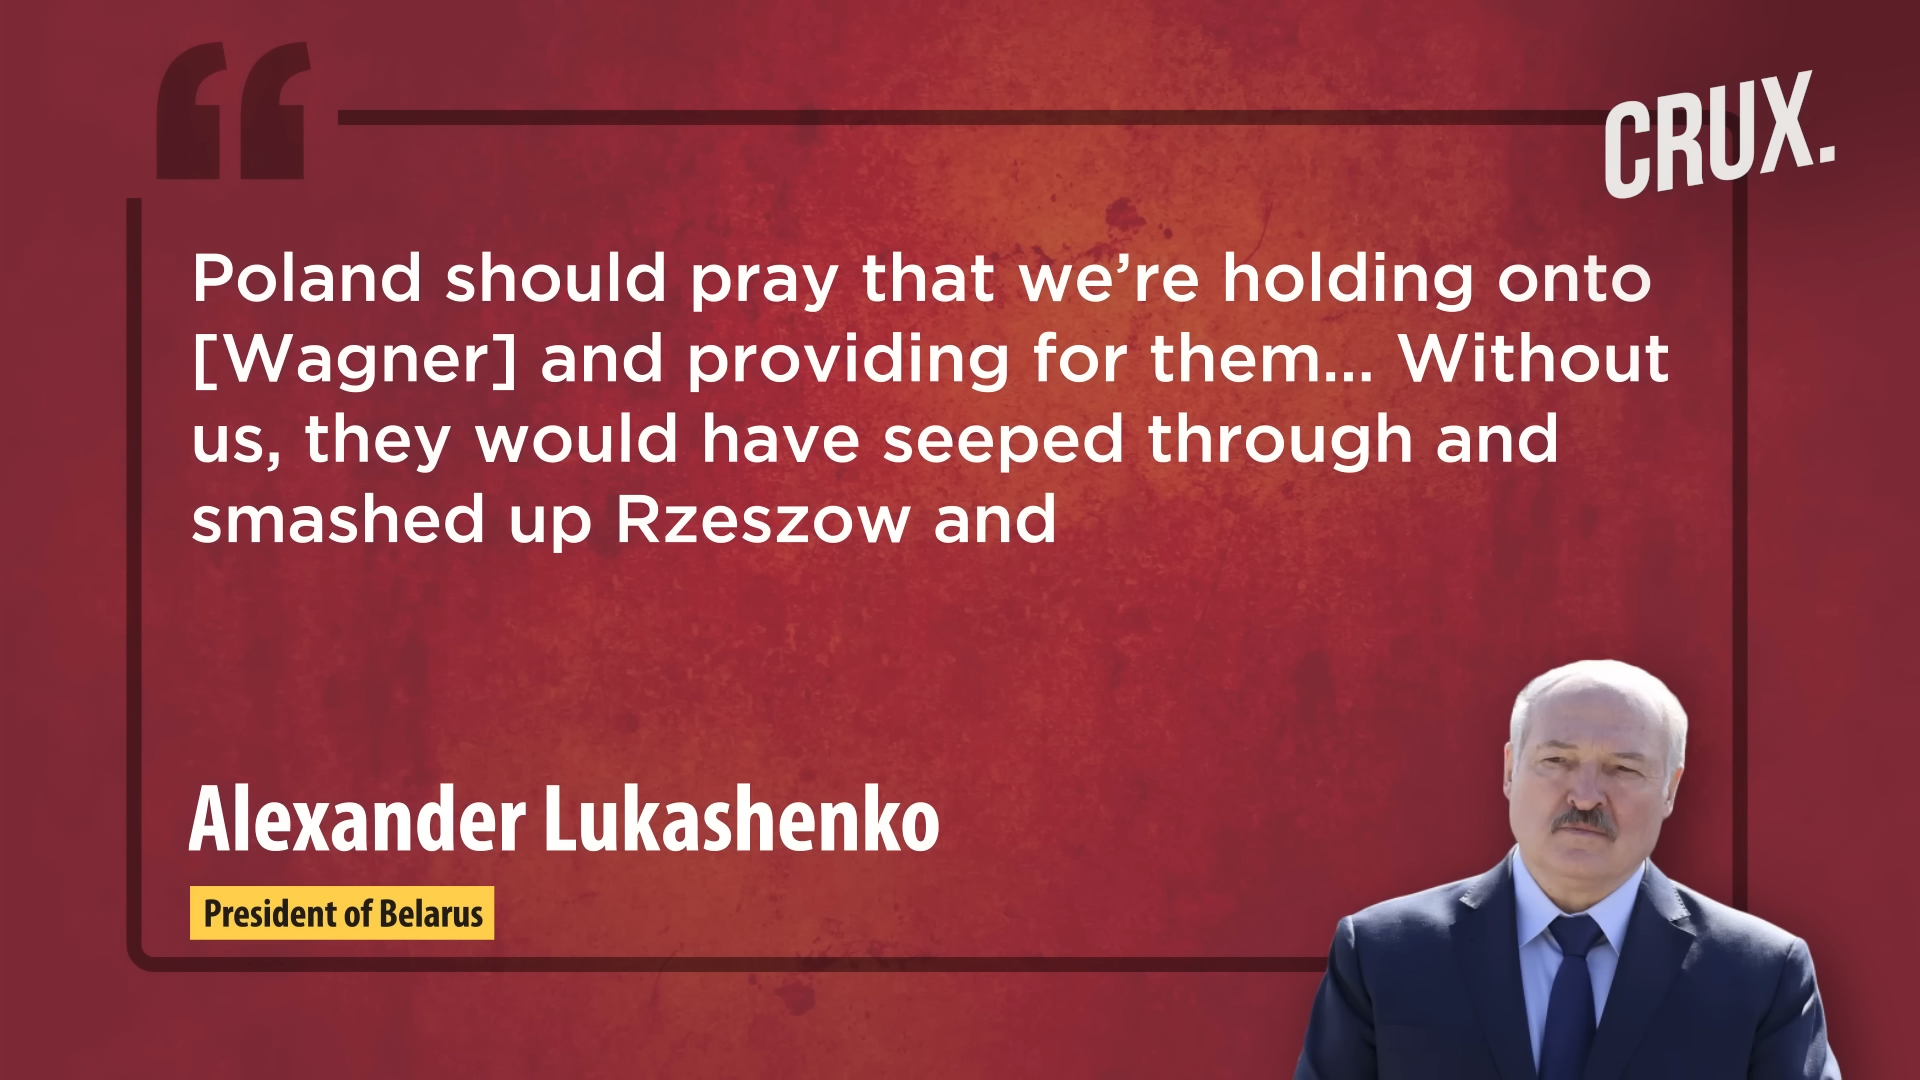 CRUX.
Poland should pray that we’re holding onto
[Wagner] and providing for them... Without
us, they would have seeped through and
smashed up Rzeszow and
Alexander Lukashenko
President of Belarus